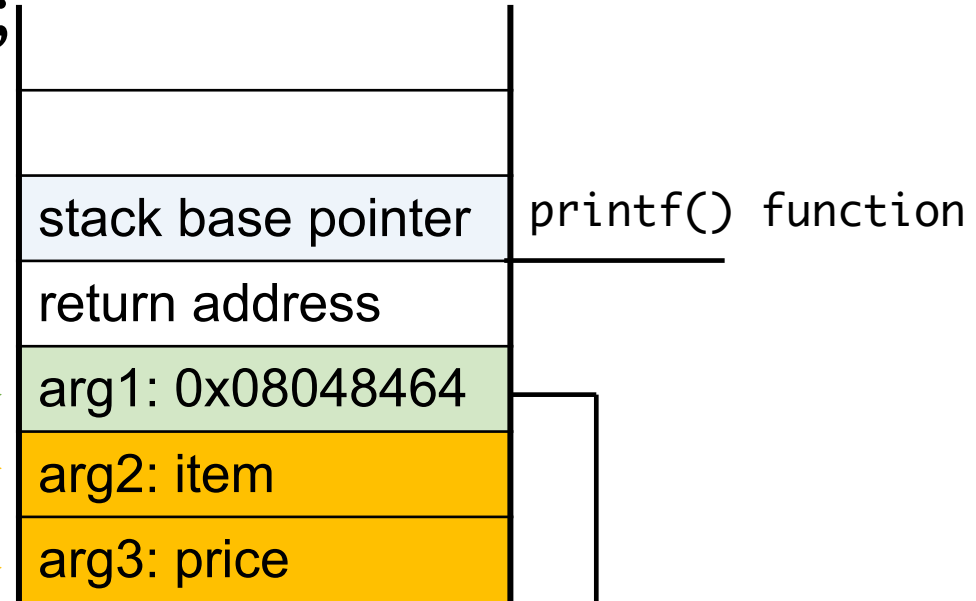 ;
stack base pointer
printf() function
return address
arg1: 0x08048464
arg2: item
arg3: price